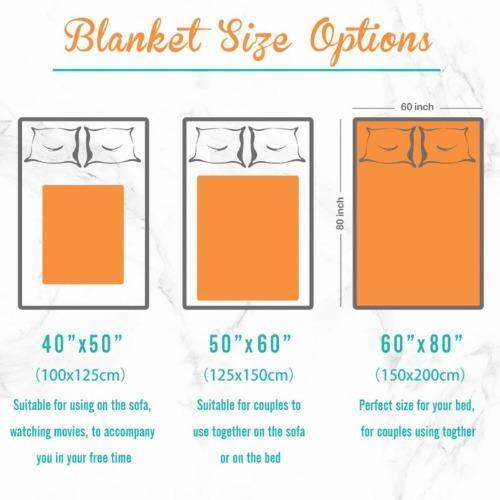 Blanket Size Options
60 inch
80 inch
40”x50”
(100x125cm)
Suitable for using on the sofa,
watching movies, to accompany
you in your free time
50”x60”
(125x150cm)
Suitable for couples to
use together on the sofa
or on the bed
60”x80”
(150x200cm)
Perfect size for your bed,
for couples using togther